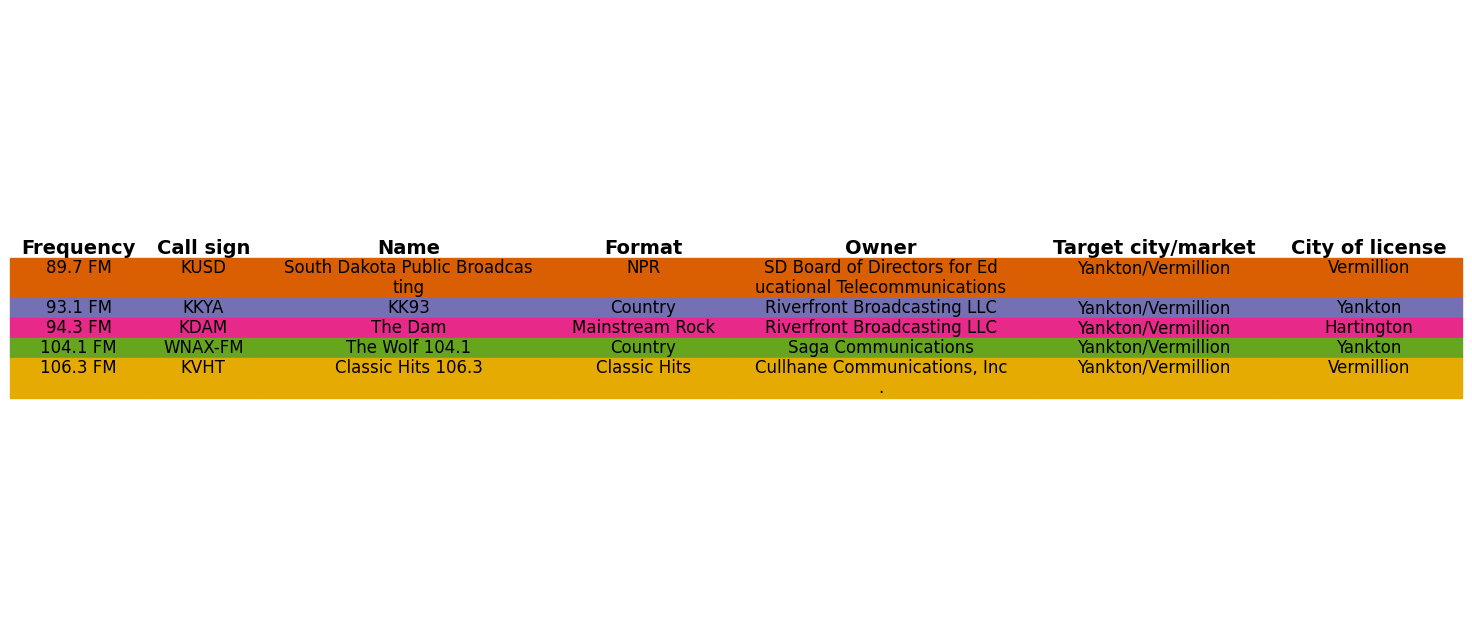 Frequency Call sign Name Format Owner Target city/market City of license
89.7 FM KUSD South Dakota Public Broadcas NPR SD Board of Directors for Ed Yankton/Vermillion Vermillion
ting ucational Telecommunications
93.1 FM KKYA KK93 Country Riverfront Broadcasting LLC Yankton/Vermillion Yankton
94.3 FM KDAM The Dam Mainstream Rock Riverfront Broadcasting LLC Yankton/Vermillion Hartington
104.1 FM WNAX-FM The Wolf 104.1 Country Saga Communications Yankton/Vermillion Yankton
106.3 FM KVHT Classic Hits 106.3 Classic Hits Cullhane Communications, Inc Yankton/Vermillion Vermillion
.